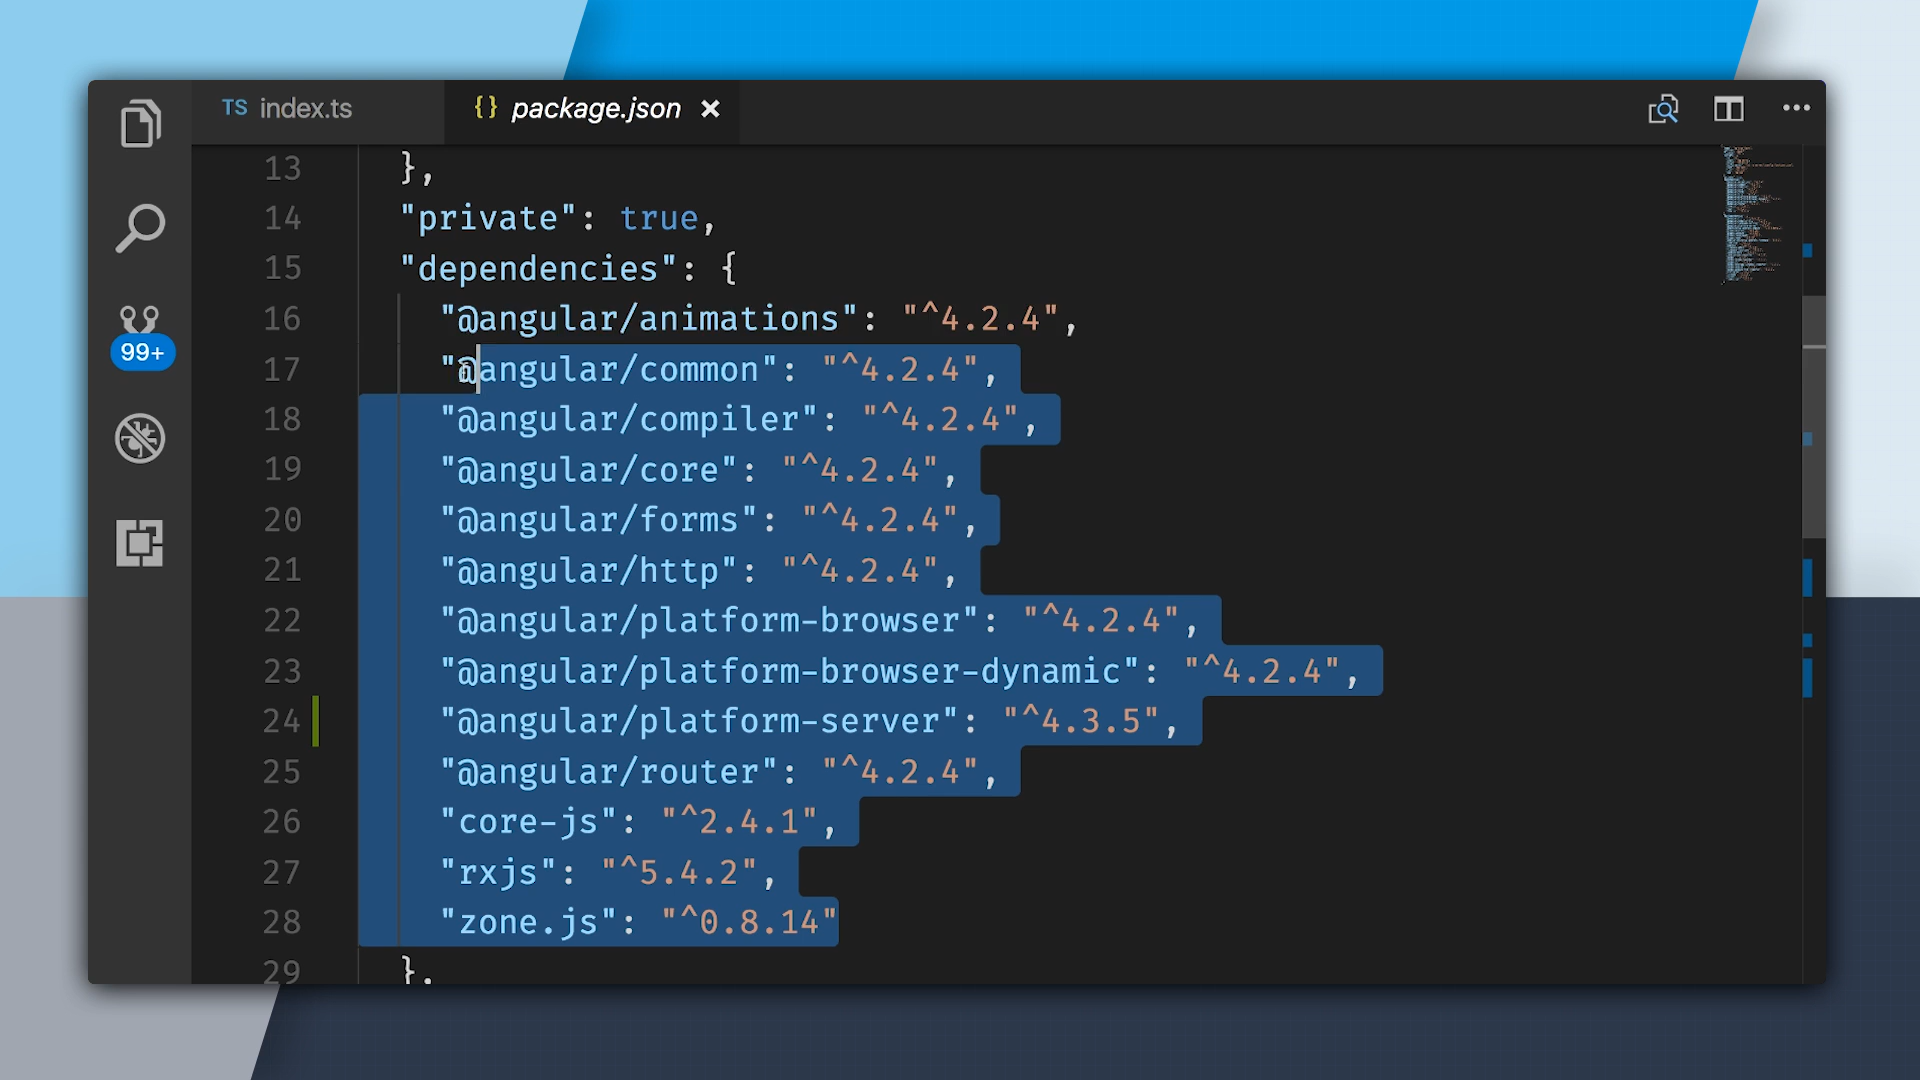 TS index.ts
{} package.json ×
13 },
14 "private": true,
15 "dependencies": {
16 "@angular/animations": "^4.2.4",
17 "@angular/common": "^4.2.4",
18 "@angular/compiler": "^4.2.4",
19 "@angular/core": "^4.2.4",
20 "@angular/forms": "^4.2.4",
21 "@angular/http": "^4.2.4",
22 "@angular/platform-browser": "^4.2.4",
23 "@angular/platform-browser-dynamic": "^4.2.4",
24 "@angular/platform-server": "^4.3.5",
25 "@angular/router": "^4.2.4",
26 "core-js": "^2.4.1",
27 "rxjs": "^5.4.2",
28 "zone.js": "^0.8.14"
29 },
99+